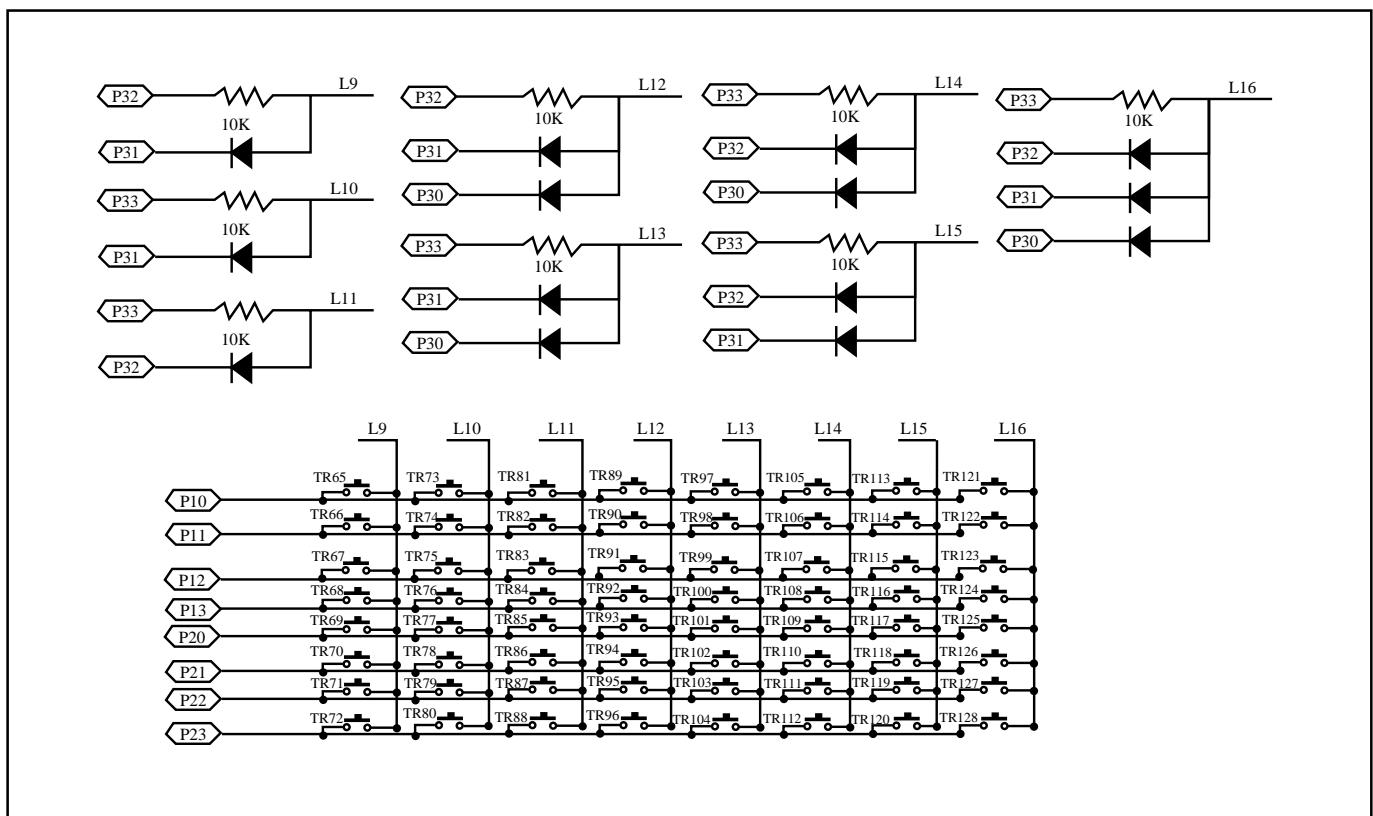 P32 L9
10K
P31
P33 L10
10K
P31
P33 L11
10K
P32
P32 L12
10K
P31
P30
P33 L13
10K
P31
P30
P33 L14
10K
P32
P30
P33 L15
10K
P32
P31
P33 L16
10K
P32
P31
P30
L9 L10 L11 L12 L13 L14 L15 L16
P10 TR65 TR73 TR81 TR89 TR97 TR105 TR113 TR121
P11 TR66 TR74 TR82 TR90 TR98 TR106 TR114 TR122
P12 TR67 TR75 TR83 TR91 TR99 TR107 TR115 TR123
P13 TR68 TR76 TR84 TR92 TR100 TR108 TR116 TR124
P20 TR69 TR77 TR85 TR93 TR101 TR109 TR117 TR125
P21 TR70 TR78 TR86 TR94 TR102 TR110 TR118 TR126
P22 TR71 TR79 TR87 TR95 TR103 TR111 TR119 TR127
P23 TR72 TR80 TR88 TR96 TR104 TR112 TR120 TR128